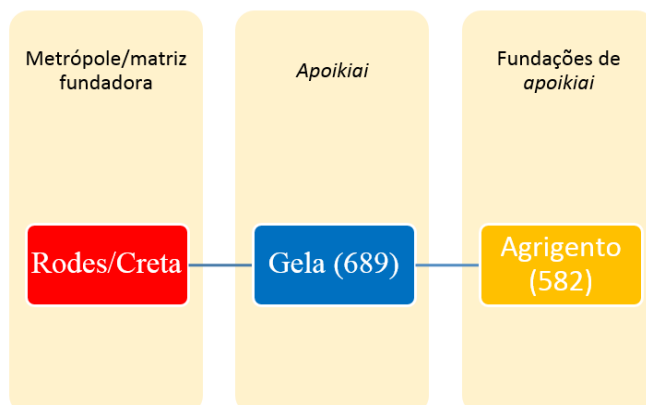 Metrópole/matriz
fundadora
Apoikiai
Fundações de
apoikiai
Rodes/Creta
Gela (689)
Agrigento
(582)